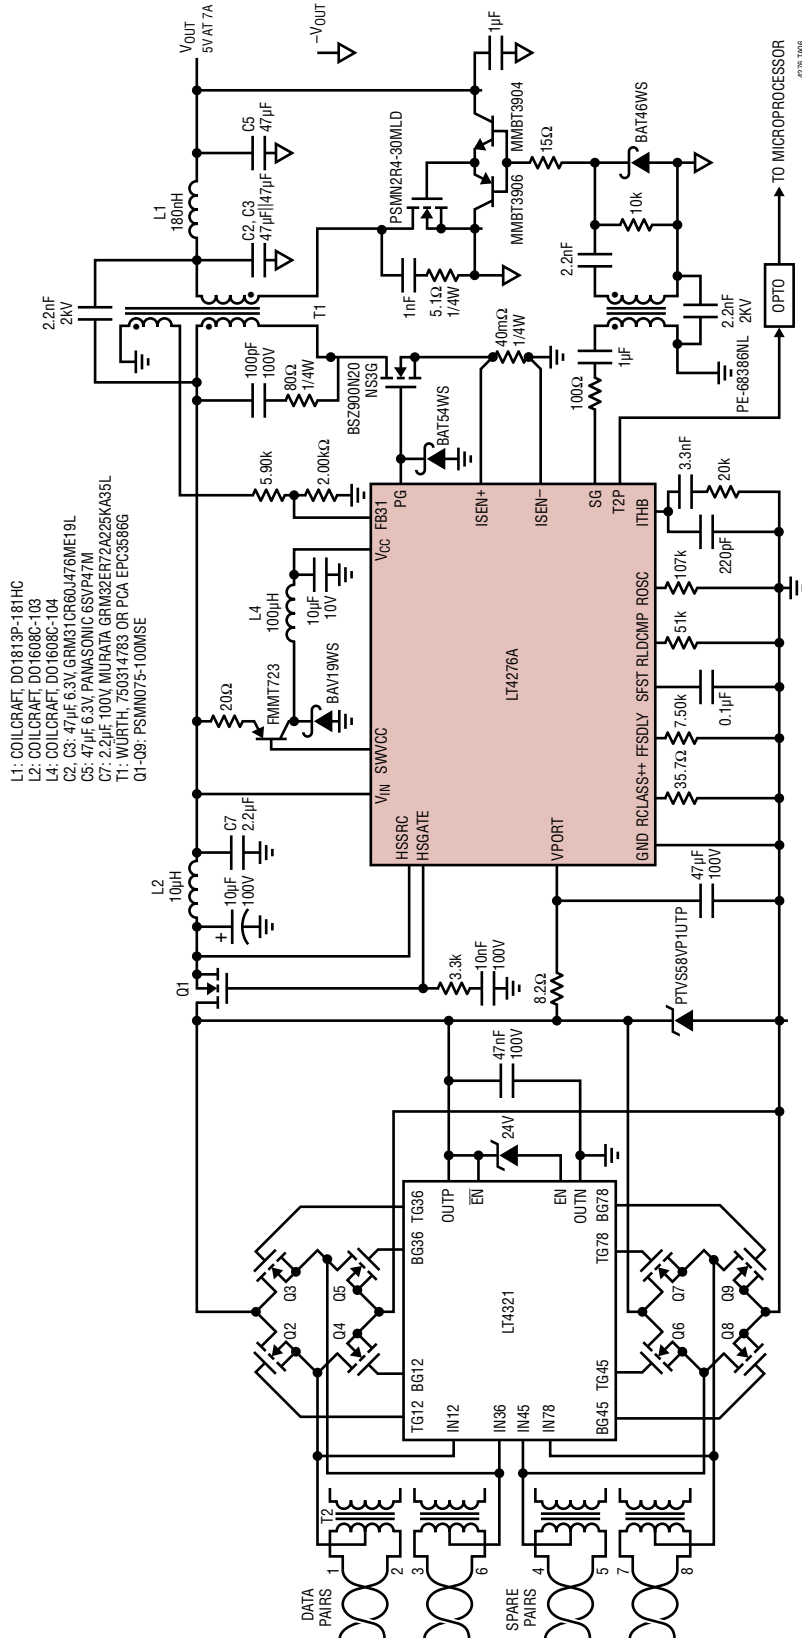 L1: COILCRAFT, DO1813P-181HC
L2: COILCRAFT, DO1608C-103
L4: COILCRAFT, DO1608C-104
C2, C3: 47µF, 6.3V, GRM31CR60J476ME19L
C5: 47µF, 6.3V, PANASONIC 6SVP47M
C7: 2.2µF, 100V, MURATA GRM32ER72A225KA35L
T1: WÜRTH, 750314783 OR PCA EPC3586G
Q1-Q9: PSMN075-100MSE
DATA
PAIRS
1
2
3
6
SPARE
PAIRS
4
5
7
8
T2
Q2
Q3
Q4
Q5
Q6
Q7
Q8
Q9
LT4321
TG12
BG12
BG36
TG36
IN12
IN36
IN45
IN78
BG45
TG45
TG78
BG78
OUTP
EN
EN
OUTN
24V
47nF
100V
Q1
3.3k
10nF
100V
8.2Ω
PTVS58VP1UTP
47µF
100V
L2
10µH
+
10µF
100V
C7
2.2µF
LT4276A
HSSRC
HSGATE
VPORT
VIN
SWVCC
VCC
FB31
PG
ISEN+
ISEN–
SG
T2P
GND
RCLASS++
FFSDLY
SFST
RLDCMP
ROSC
ITHB
35.7Ω
7.50k
0.1µF
51k
107k
220pF
3.3nF
20k
20Ω
FMMT723
BAV19WS
L4
100µH
10µF
10V
5.90k
2.00kΩ
BAT54WS
BSZ900N20
NS3G
100pF
100V
80Ω
1/4W
40mΩ
1/4W
2.2nF
2kV
T1
L1
180nH
C2, C3
47µF||47µF
C5
47µF
VOUT
5V AT 7A
–VOUT
1nF
5.1Ω
1/4W
PSMN2R4-30MLD
MMBT3906
MMBT3904
1µF
15Ω
BAT46WS
10k
2.2nF
100Ω
1µF
PE-68386NL
2.2nF
2KV
OPTO
TO MICROPROCESSOR
4276 TA06